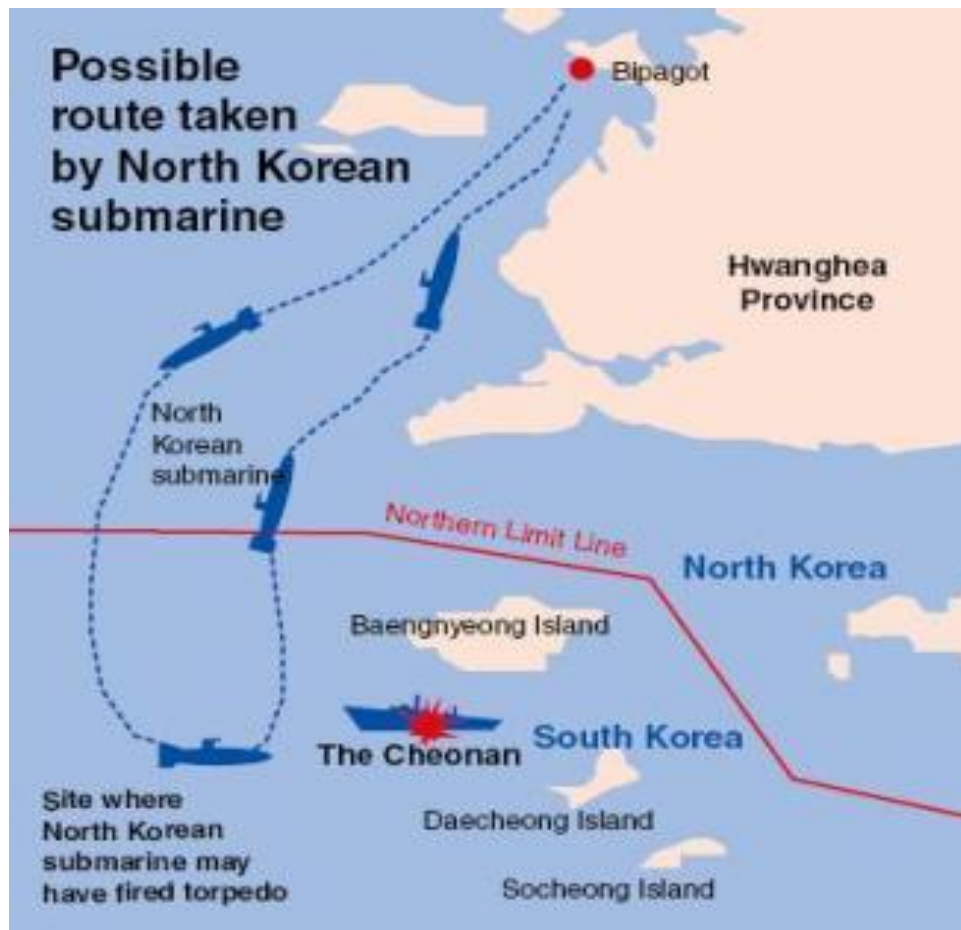 Possible
route taken
by North Korean
submarine
Bipagot
Hwanghea
Province
North
Korean
submarine
Northern Limit Line
North Korea
Baengnyeong Island
The Cheonan
South Korea
Site where
North Korean
submarine may
have fired torpedo
Daecheong Island
Socheong Island